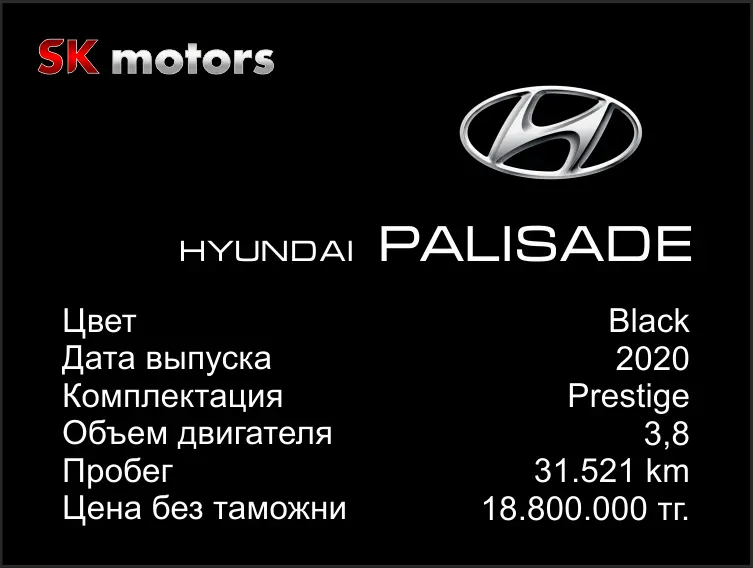 SK motors
HYUNDAI PALISADE
Цвет Black
Дата выпуска 2020
Комплектация Prestige
Объем двигателя 3,8
Пробег 31.521 km
Цена без таможни 18.800.000 тг.